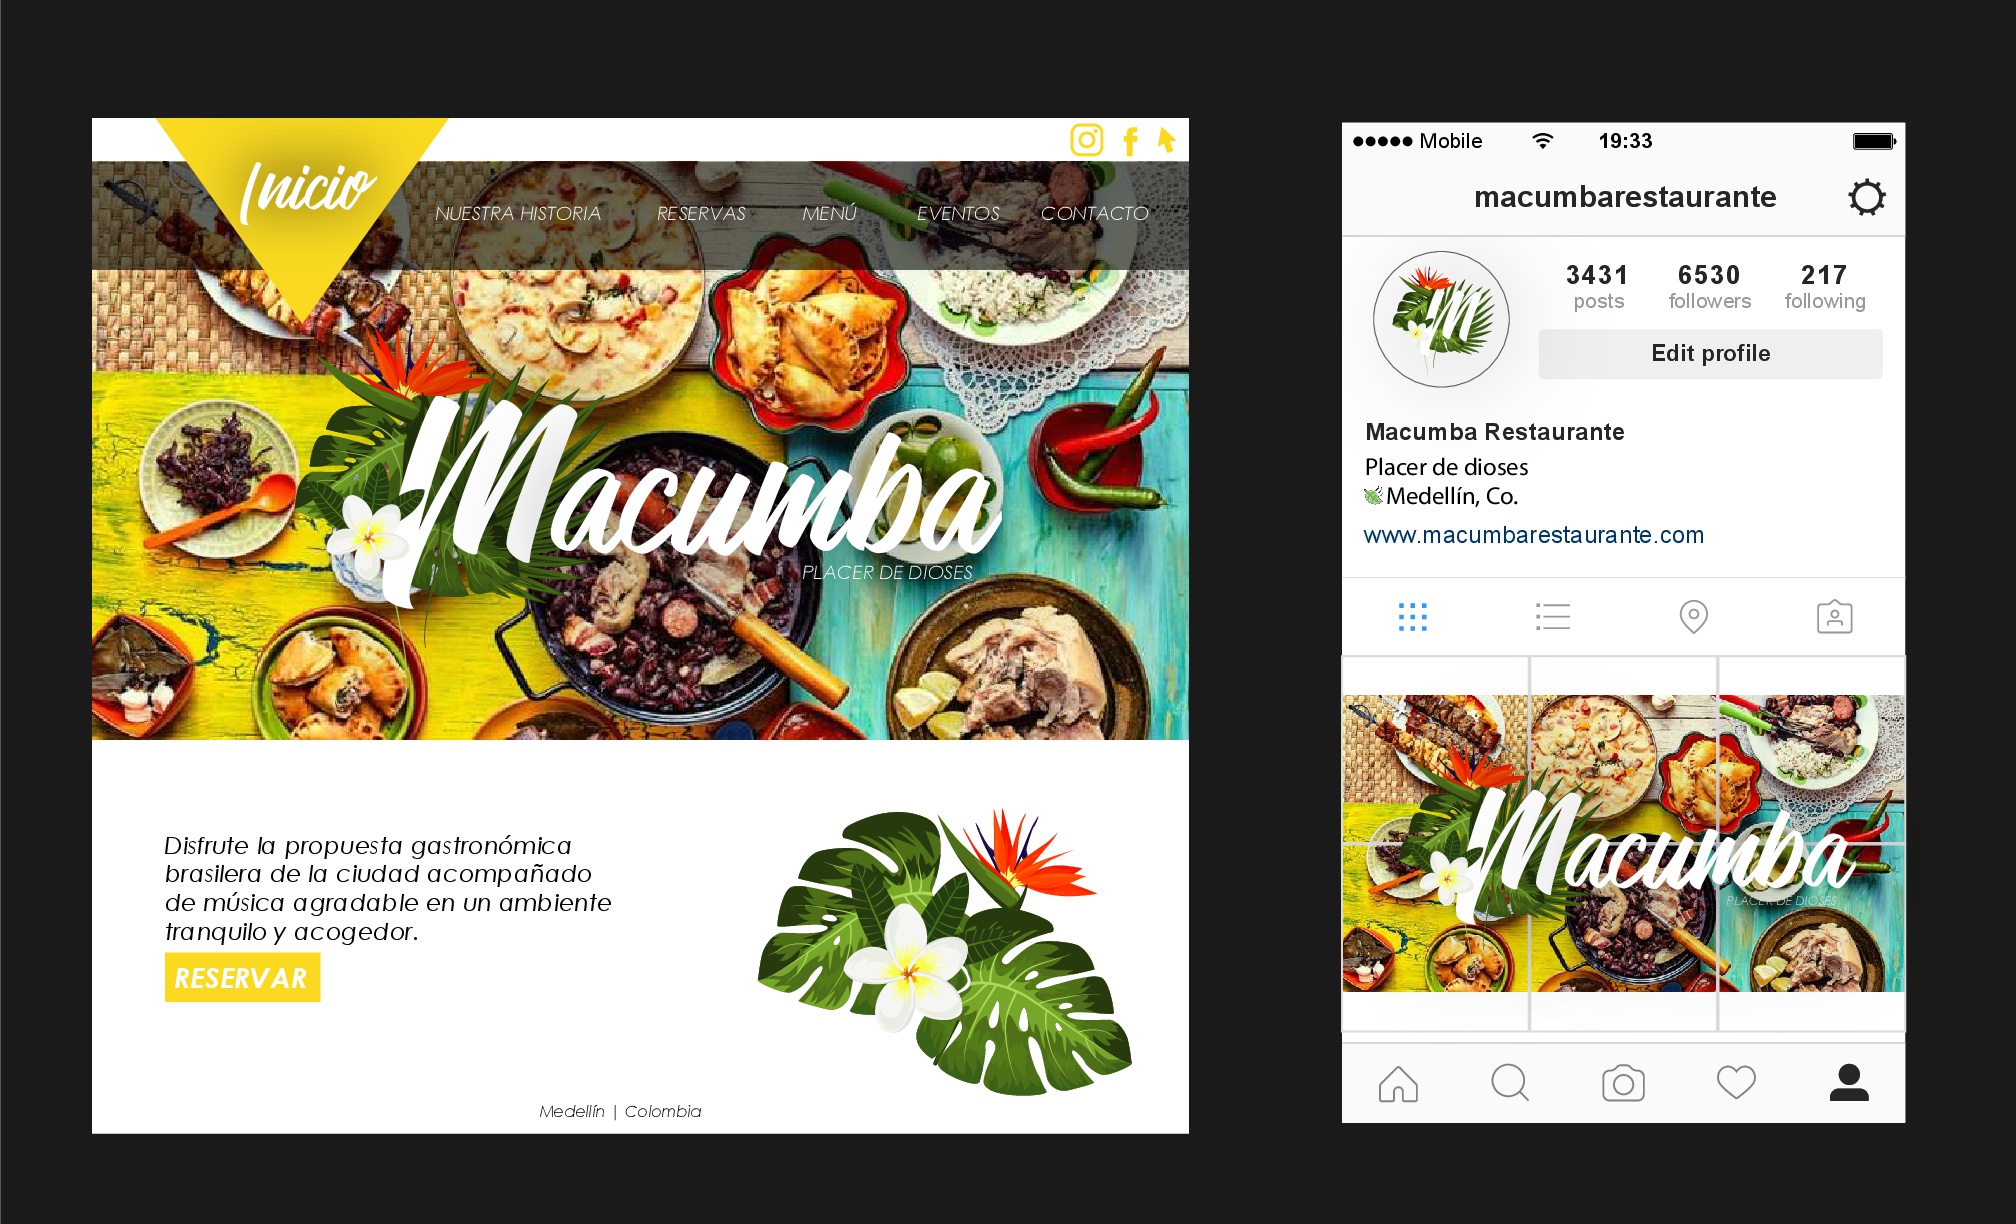 Inicio
NUESTRA HISTORIA RESERVAS MENÚ EVENTOS CONTACTO
Macumba
PLACER DE DIOSES
Disfrute la propuesta gastronómica
brasilera de la ciudad acompañado
de música agradable en un ambiente
tranquilo y acogedor.
RESERVAR
Medellín | Colombia
Mobile 19:33
macumbarestaurante
M
3431 6530 217
posts followers following
Edit profile
Macumba Restaurante
Placer de dioses
Medellín, Co.
www.macumbarestaurante.com
Macumba
PLACER DE DIOSES